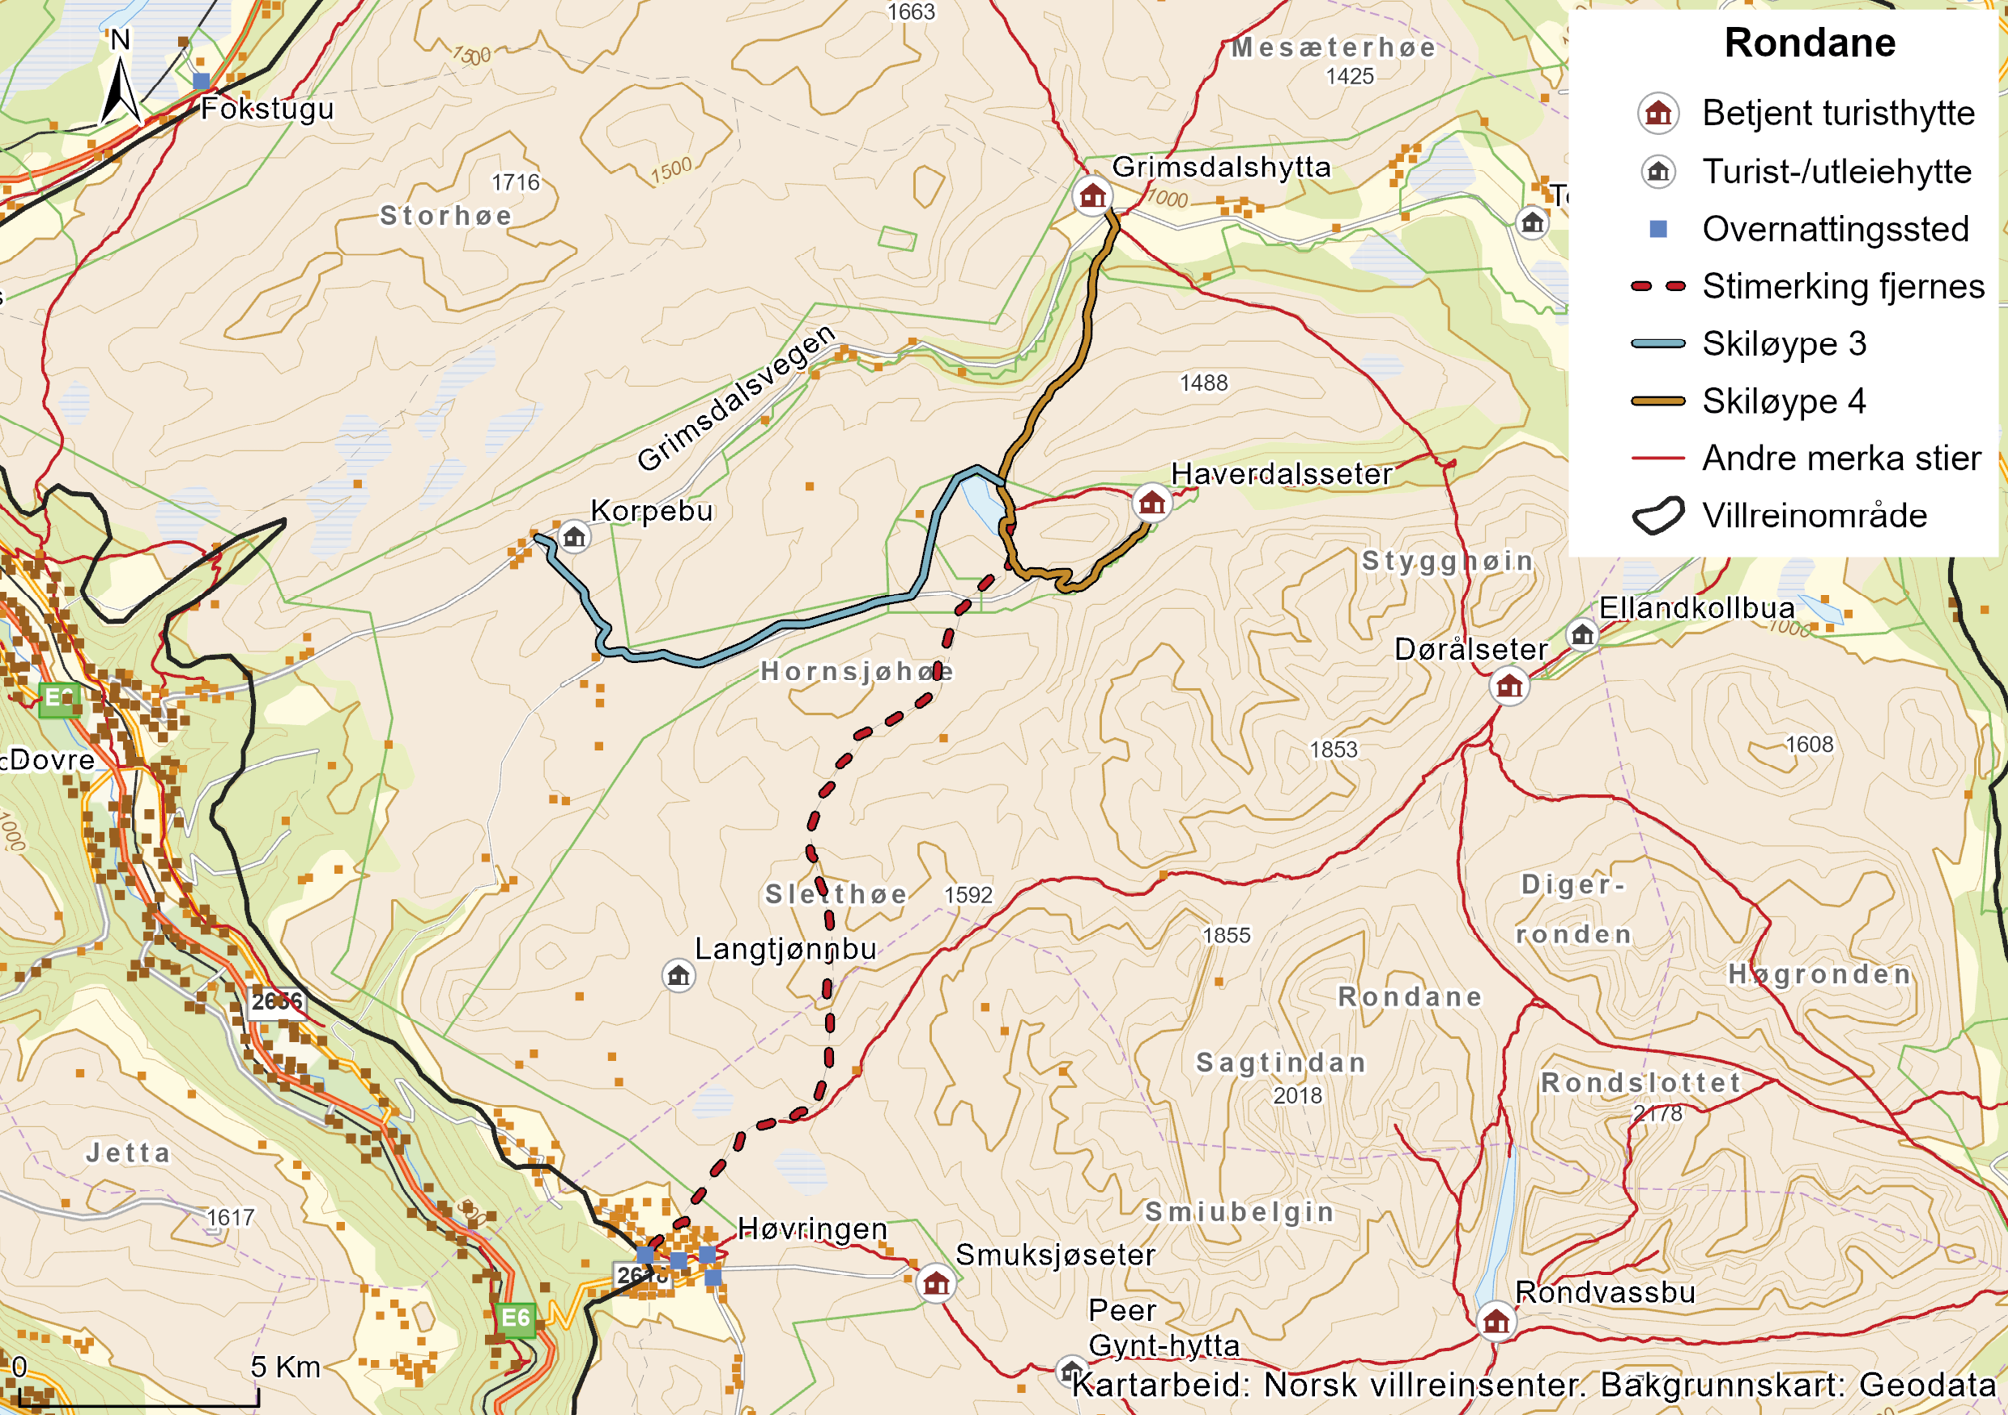 1663
Mesæterhøe
1425
1500
N
Fokstugu
1500
1716
Storhøe
Grimsdalshytta
1000
Rondane
Betjent turisthytte
Turist-/utleiehytte
Overnattingssted
Stimerking fjernes
Skiløype 3
Skiløype 4
Andre merka stier
Villreinområde
Grimsdalsvegen
1488
Haverdalsseter
Korpebu
Stygghøin
Ellandkollbua
1000
Dørålseter
Hornsjøhøe
E6
Dovre
1000
1853
1608
Sletthøe
1592
Diger-
ronden
1855
Langtjønnbu
Høgronden
Rondane
2656
Sagtindan
2018
Rondslottet
2178
Jetta
1617
Smiubelgin
Høvringen
2618
Smuksjøseter
E6
Rondvassbu
Peer
Gynt-hytta
0
5 Km
Kartarbeid: Norsk villreinsenter. Bakgrunnskart: Geodata